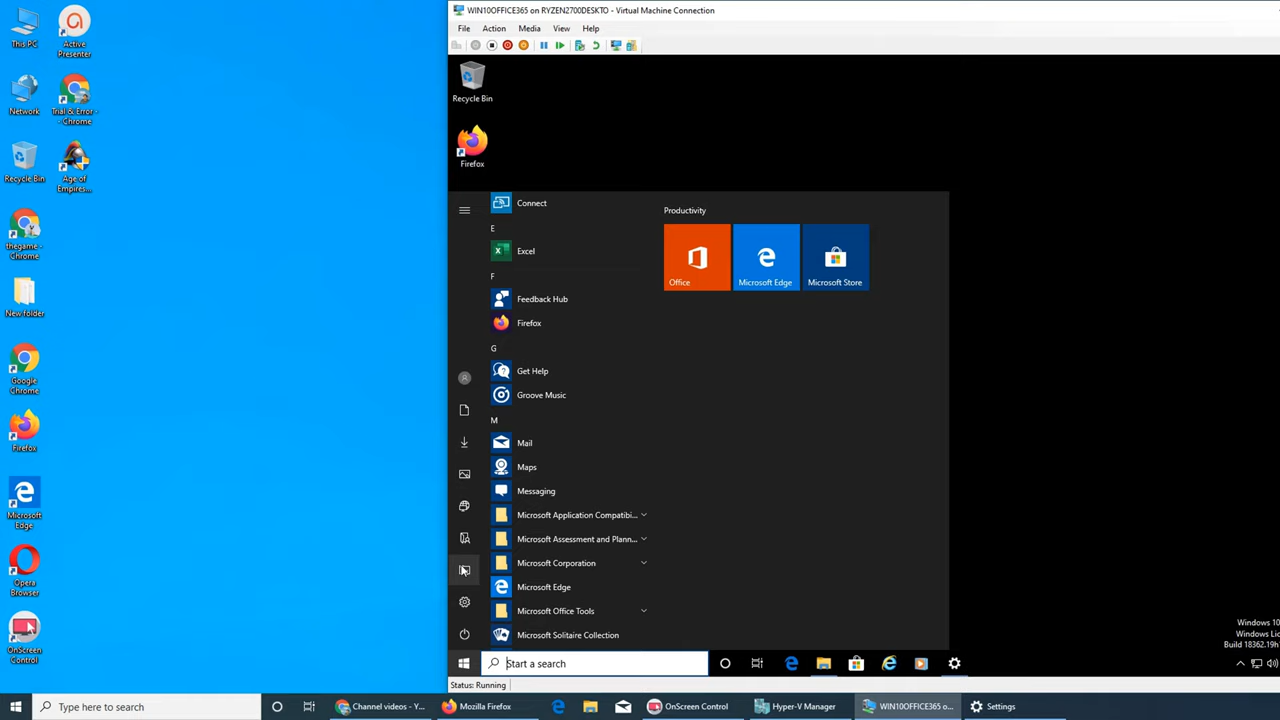 This PC
Active
Presenter
Network
Trial & Error -
- Chrome
Recycle Bin
Age of
Empires...
thegame -
Chrome
New folder
Google
Chrome
Firefox
Microsoft
Edge
Opera
Browser
OnScreen
Control
WIN10OFFICE365 on RYZEN2700DESKTO - Virtual Machine Connection
File Action Media View Help
Recycle Bin
Firefox
Connect
E
Excel
F
Feedback Hub
Firefox
G
Get Help
Groove Music
M
Mail
Maps
Messaging
Microsoft Application Compatibi...
Microsoft Assessment and Plann...
Microsoft Corporation
Microsoft Edge
Microsoft Office Tools
Microsoft Solitaire Collection
Productivity
Office
Microsoft Edge
Microsoft Store
Windows 10
Windows Lic
Build 18362.19h
Start a search
Status: Running
Type here to search
Channel videos - Y...
Mozilla Firefox
OnScreen Control
Hyper-V Manager
WIN10OFFICE365 o...
Settings